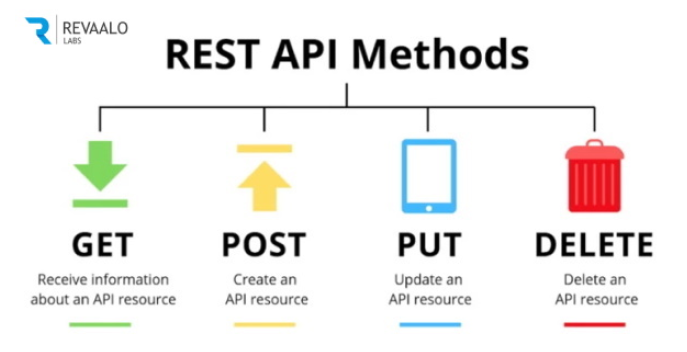 REVAALO
LABS
REST API Methods
GET
Receive information
about an API resource
POST
Create an
API resource
PUT
Update an
API resource
DELETE
Delete an
API resource